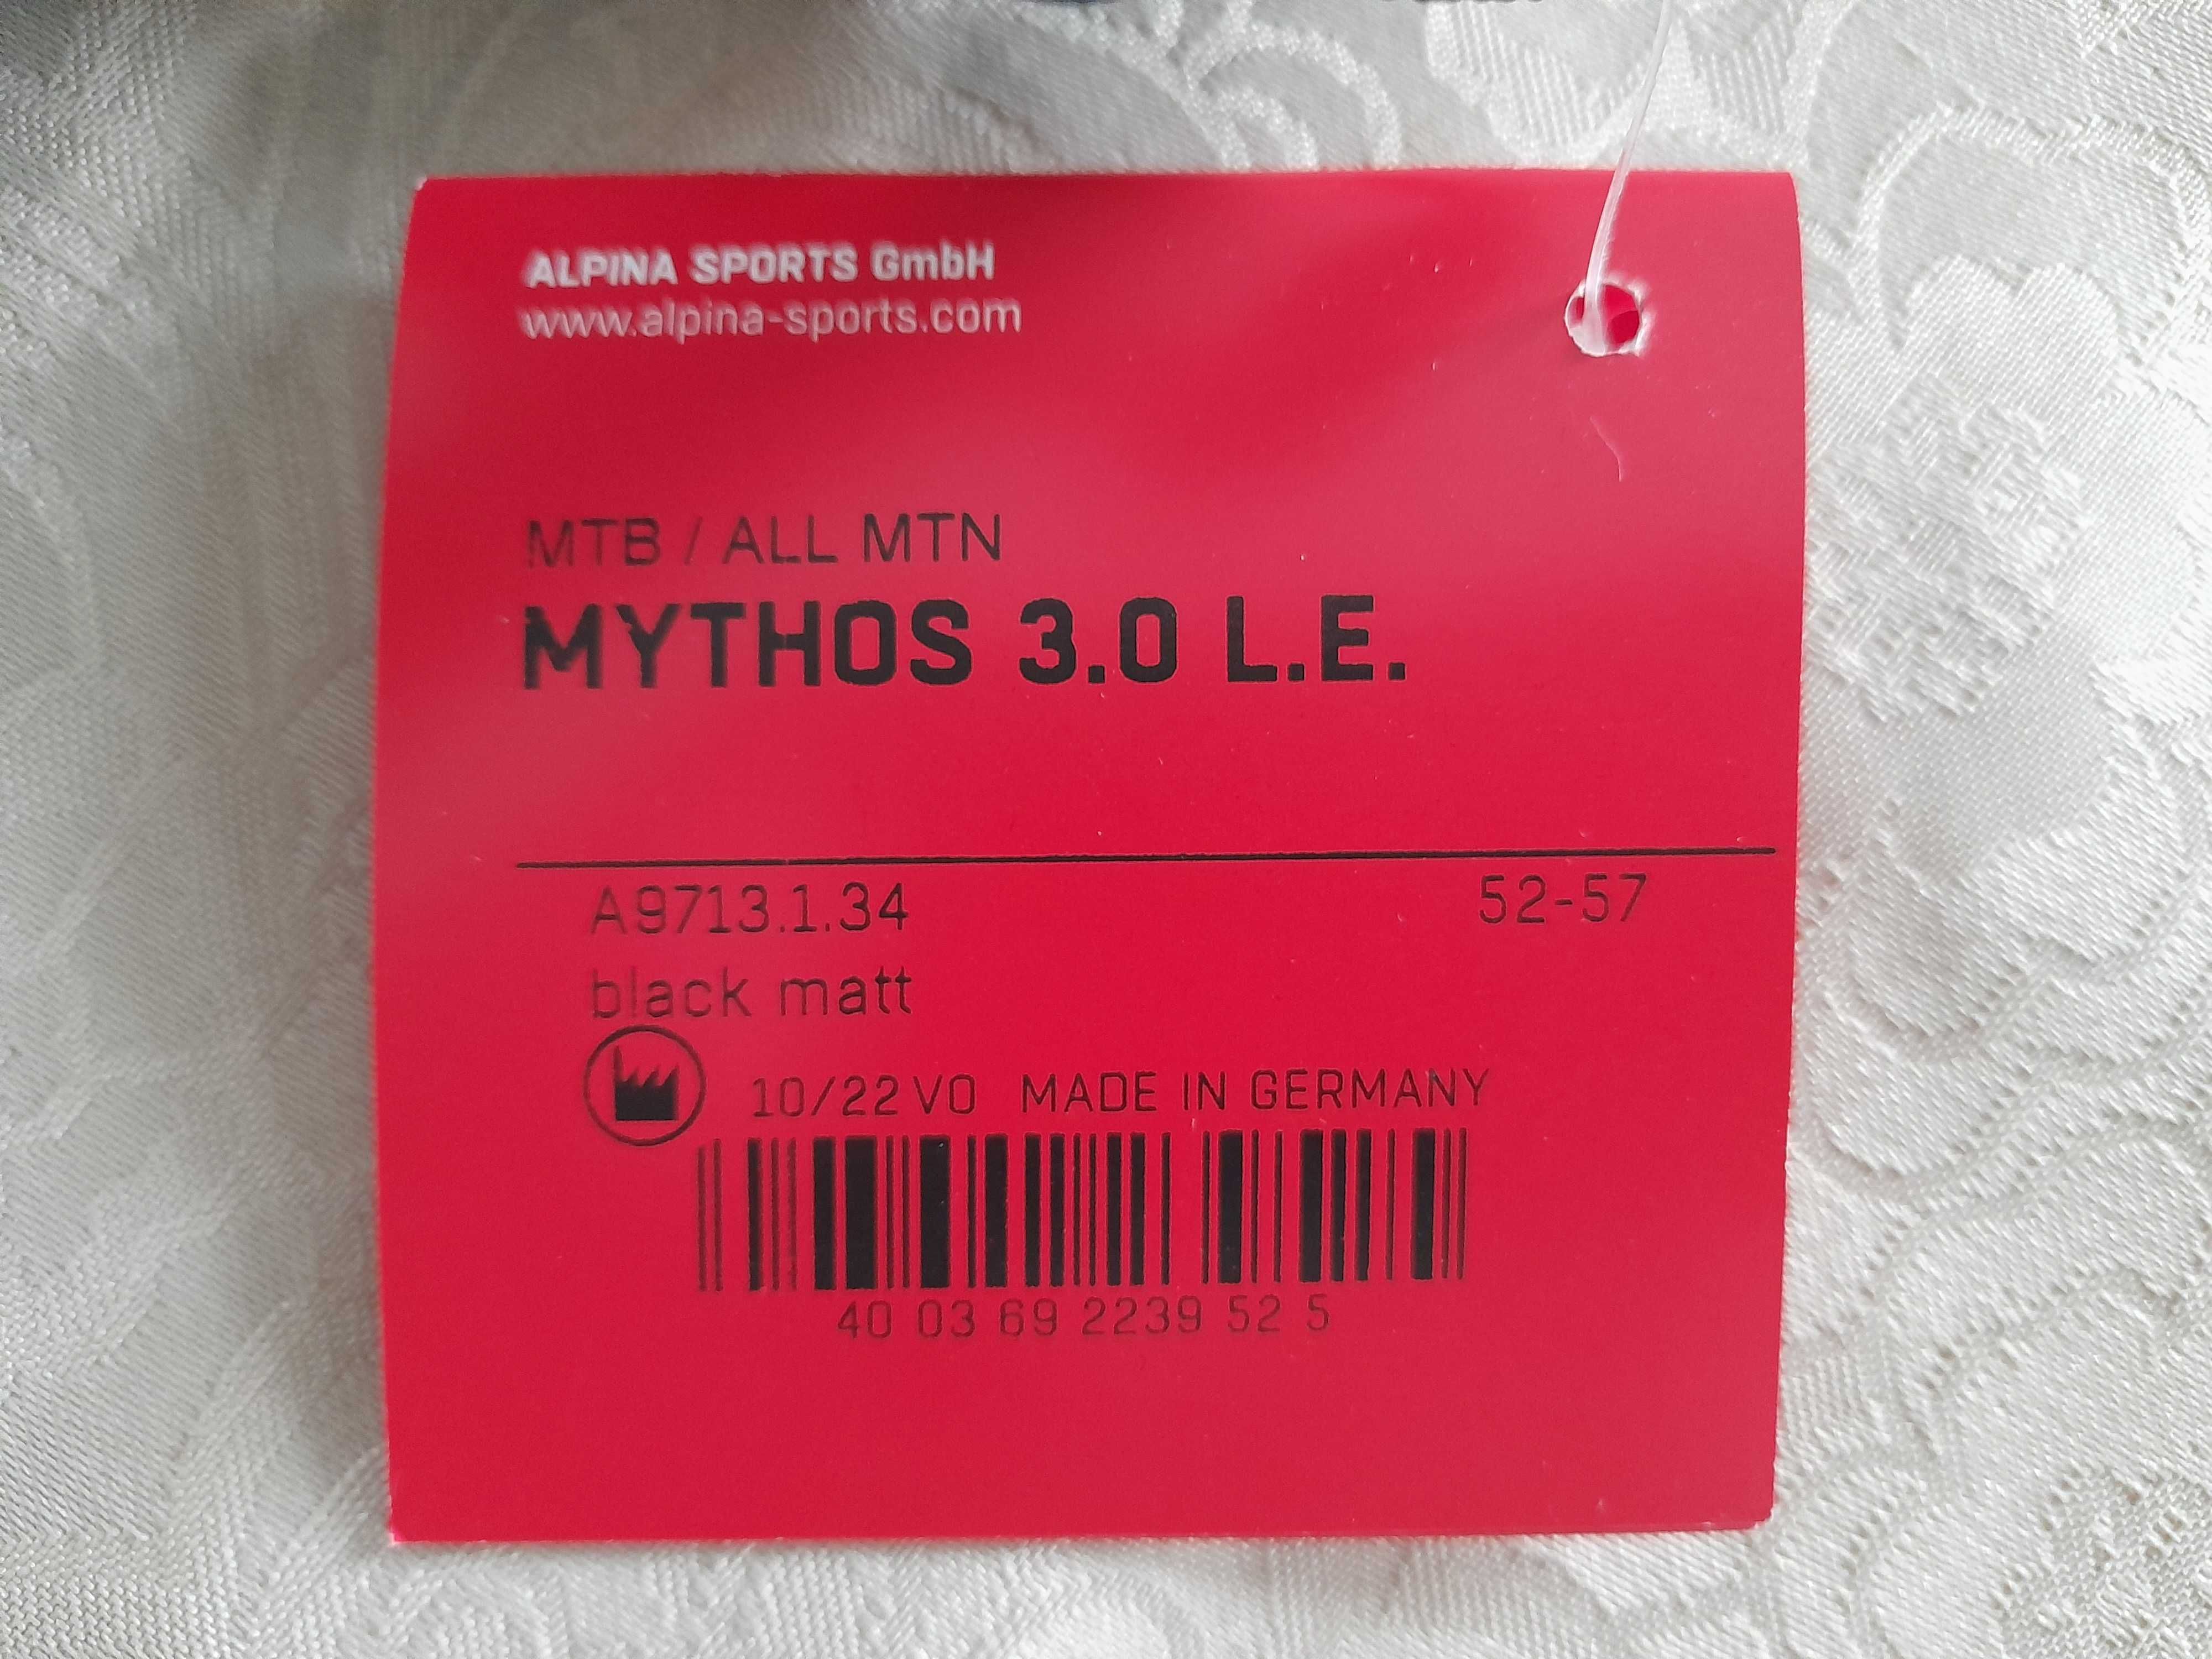 ALPINA SPORTS GmbH
www.alpina-sports.com
MTB / ALL MTN
MYTHOS 3.0 L.E.
A9713.1.34 52-57
black matt
10/22 VO MADE IN GERMANY
40 03 69 2239 52 5